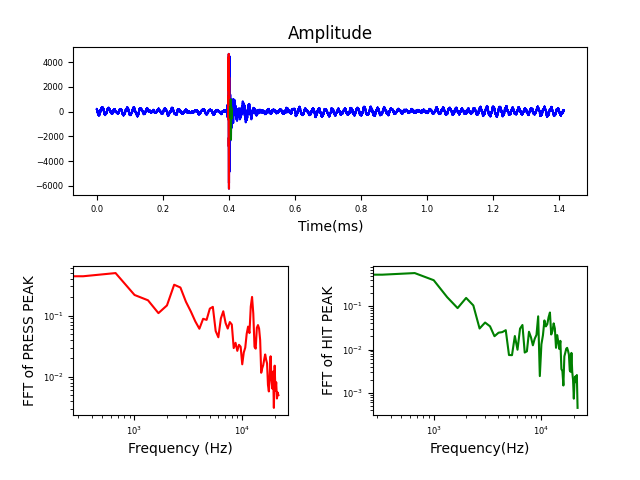 Amplitude
4000
2000
0
−2000
−4000
−6000
0.0 0.2 0.4 0.6 0.8 1.0 1.2 1.4
Time(ms)
FFT of PRESS PEAK
10⁻¹
10⁻²
10³ 10⁴
Frequency (Hz)
FFT of HIT PEAK
10⁻¹
10⁻²
10⁻³
10³ 10⁴
Frequency(Hz)